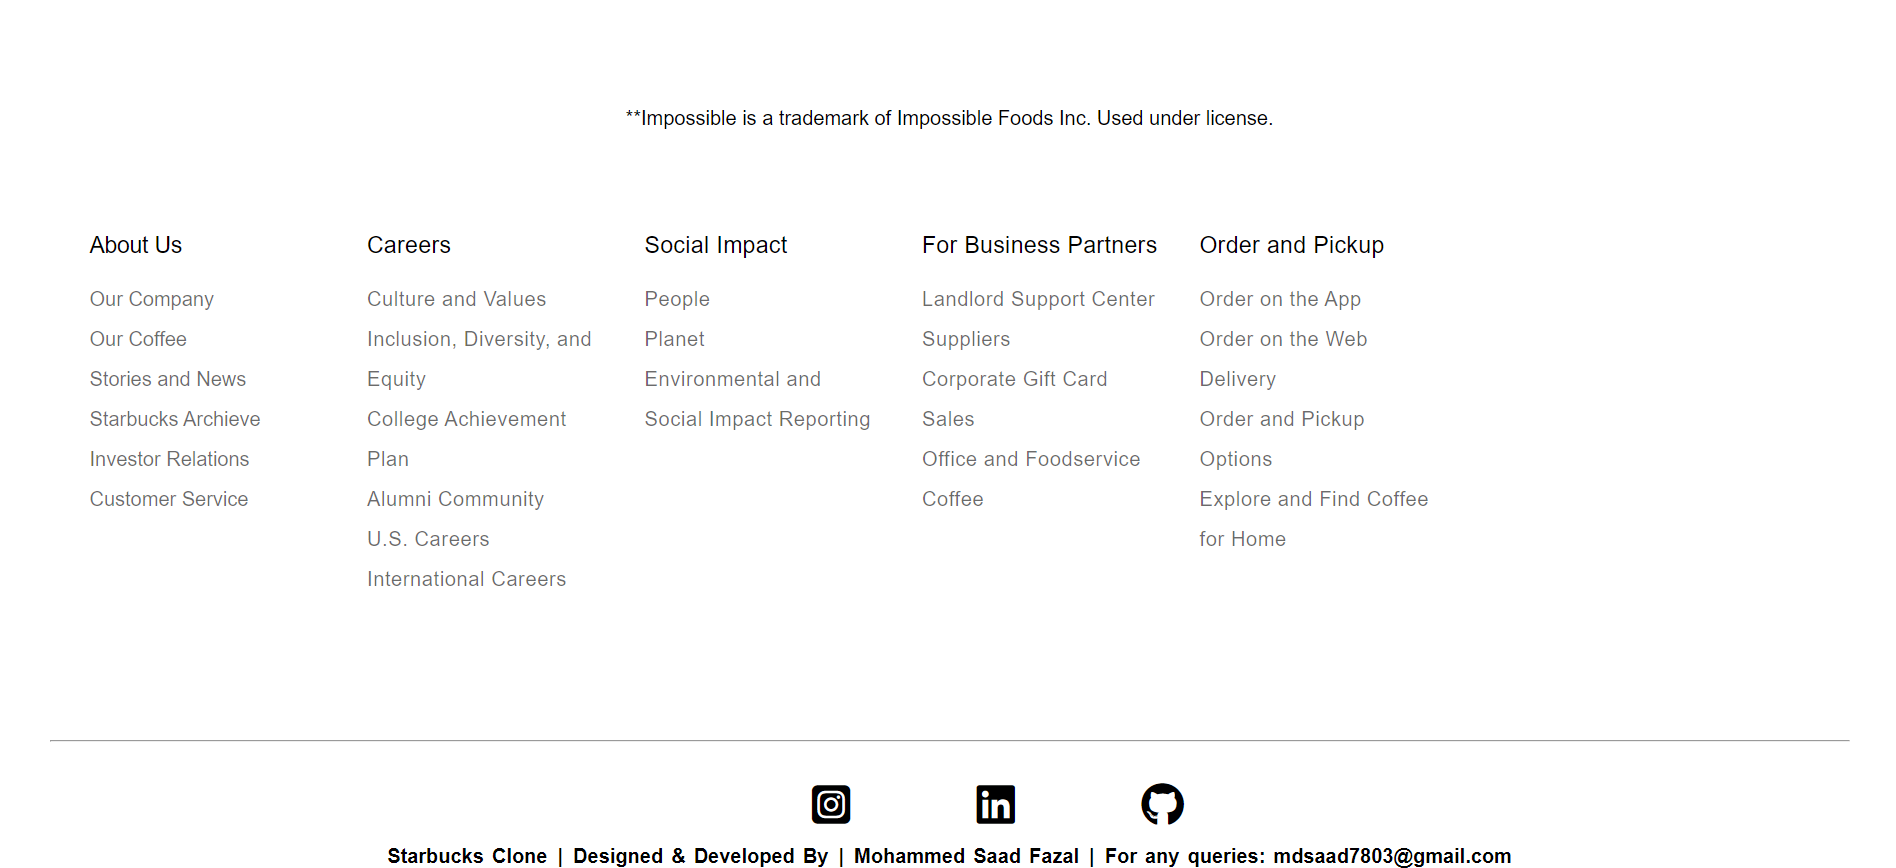 **Impossible is a trademark of Impossible Foods Inc. Used under license.
About Us
Our Company
Our Coffee
Stories and News
Starbucks Archieve
Investor Relations
Customer Service
Careers
Culture and Values
Inclusion, Diversity, and
Equity
College Achievement
Plan
Alumni Community
U.S. Careers
International Careers
Social Impact
People
Planet
Environmental and
Social Impact Reporting
For Business Partners
Landlord Support Center
Suppliers
Corporate Gift Card
Sales
Office and Foodservice
Coffee
Order and Pickup
Order on the App
Order on the Web
Delivery
Order and Pickup
Options
Explore and Find Coffee
for Home
Starbucks Clone | Designed & Developed By | Mohammed Saad Fazal | For any queries: mdsaad7803@gmail.com